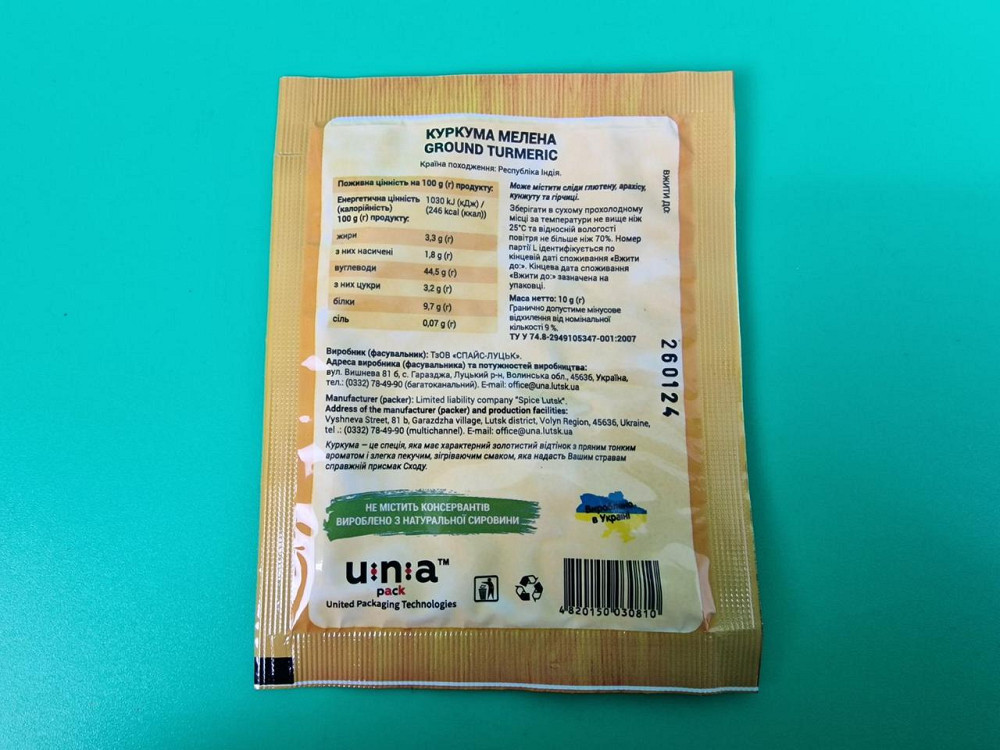 КУРКУМА МЕЛЕНА
GROUND TURMERIC
Країна походження: Республіка Індія.
Поживна цінність на 100 g (г) продукту:
Енергетична цінність (калорійність) 100 g (г) продукту: 1030 kJ (кДж) / (246 kcal (ккал))
жири 3,3 g (г)
з них насичені 1,8 g (г)
вуглеводи 44,5 g (г)
з них цукри 3,2 g (г)
білки 9,7 g (г)
сіль 0,07 g (г)
Може містити сліди глютену, арахісу,
кунжуту та гірчиці.
Зберігати в сухому прохолодному
місці за температури не вище ніж
25°С та відносній вологості
повітря не більше ніж 70%. Номер
партії L ідентифікується по
кінцевій даті споживання «Вжити
до:». Кінцева дата споживання
«Вжити до:» зазначена на
упаковці.
Маса нетто: 10 g (г)
Гранично допустиме мінусове
відхилення від номінальної
кількості 9 %.
ТУ У 74.8-2949105347-001:2007
ВЖИТИ ДО:
260124
Виробник (фасувальник): ТзОВ «СПАЙС-ЛУЦЬК».
Адреса виробника (фасувальника) та потужностей виробництва:
вул. Вишнева 81 б, с. Гаразджа, Луцький р-н, Волинська обл., 45636, Україна,
тел.: (0332) 78-49-90 (багатоканальний). E-mail: office@una.lutsk.ua
Manufacturer (packer): Limited liability company "Spice Lutsk".
Address of the manufacturer (packer) and production facilities:
Vyshneva Street, 81 b, Garazdzha village, Lutsk district, Volyn Region, 45636, Ukraine,
tel .: (0332) 78-49-90 (multichannel). E-mail: office@una.lutsk.ua
Куркума – це спеція, яка має характерний золотистий відтінок з пряним тонким
ароматом і злегка пекучим, зігріваючим смаком, яка надасть Вашим стравам
справжній присмак Сходу.
НЕ МІСТИТЬ КОНСЕРВАНТІВ
ВИРОБЛЕНО З НАТУРАЛЬНОЇ СИРОВИНИ
Вироблено
в Україні
u:n:a™
pack
United Packaging Technologies
4 820150 030810